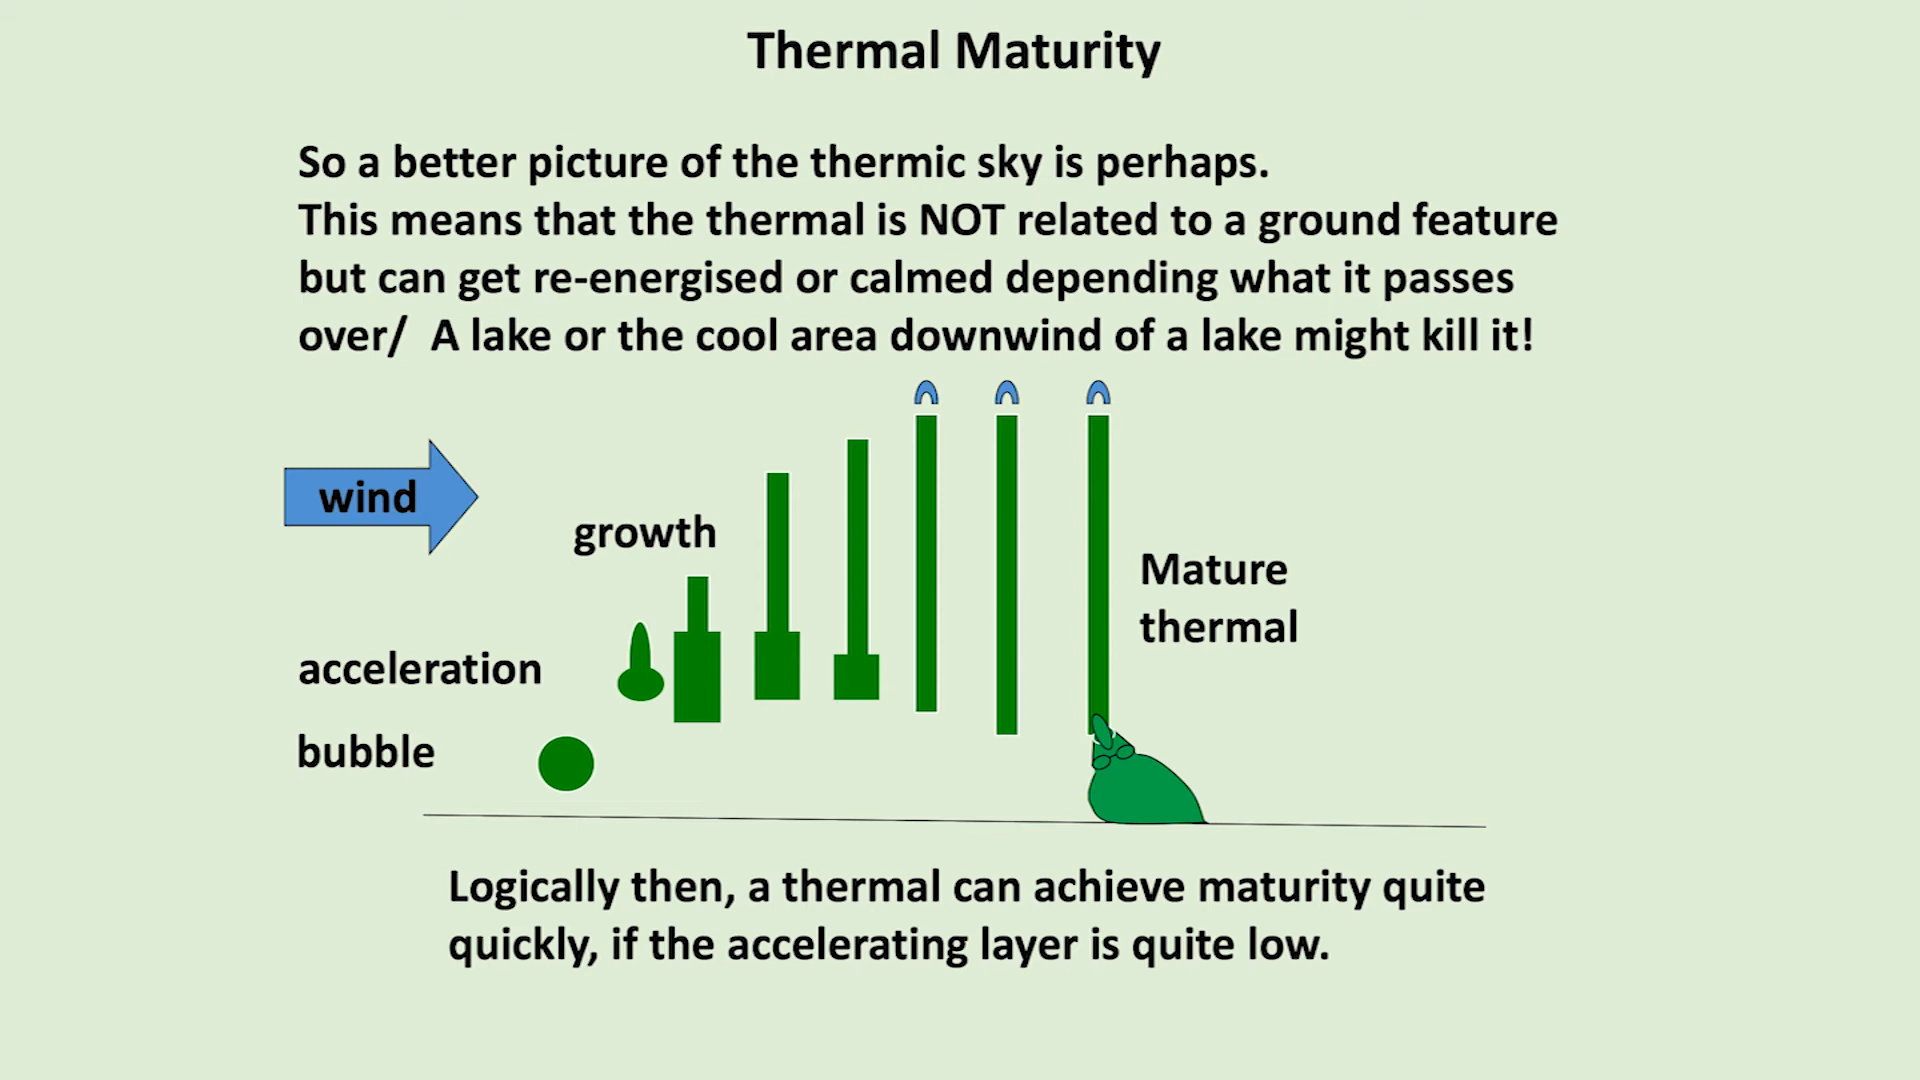 Thermal Maturity
So a better picture of the thermic sky is perhaps.
This means that the thermal is NOT related to a ground feature
but can get re-energised or calmed depending what it passes
over/ A lake or the cool area downwind of a lake might kill it!
wind
growth
Mature
thermal
acceleration
bubble
Logically then, a thermal can achieve maturity quite
quickly, if the accelerating layer is quite low.